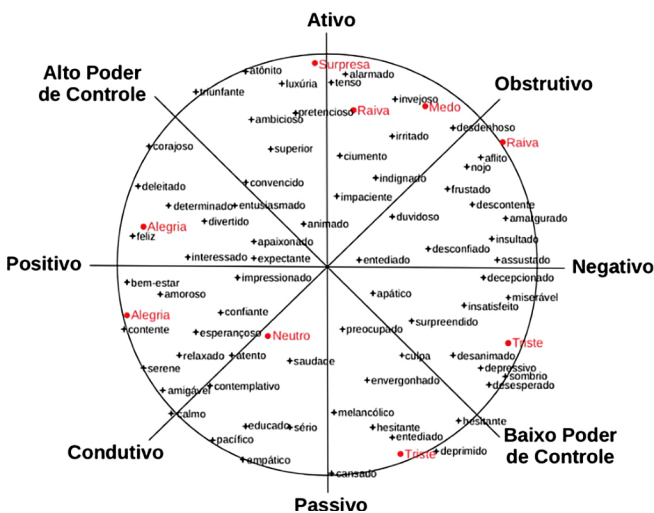 Ativo
Surpresa
atônito
alarmado
Alto Poder
de Controle
luxúria
tenso
Obstrutivo
triunfante
invejoso
Medo
pretencioso
Raiva
ambicioso
desdenhoso
irritado
Raiva
corajoso
superior
ciumento
aflito
nojo
convencido
indignado
deleitado
frustado
impaciente
determinado
entusiasmado
descontente
divertido
animado
duvidoso
amargurado
Alegria
feliz
apaixonado
insultado
desconfiado
interessado
expectante
entediado
assustado
Positivo
Negativo
impressionado
decepcionado
bem-estar
amoroso
apático
miserável
insatisfeito
Alegria
confiante
surpreendido
contente
esperançoso
Neutro
preocupado
Triste
relaxado
atento
saudade
culpa
desanimado
serene
depressivo
sombrio
amigável
contemplativo
envergonhado
desesperado
calmo
melancólico
hesitante
educado
sério
hesitante
Condutivo
pacífico
entediado
Baixo Poder
de Controle
empático
Triste
deprimido
cansado
Passivo